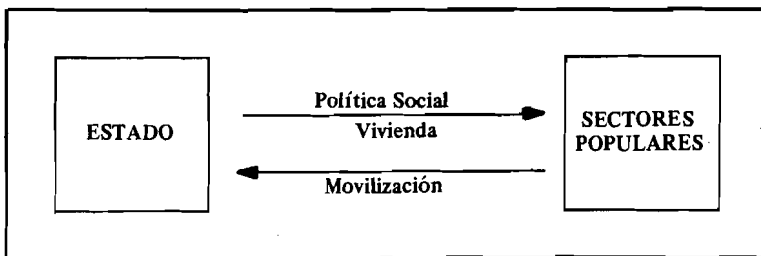 ESTADO
Política Social
Vivienda
Movilización
SECTORES
POPULARES